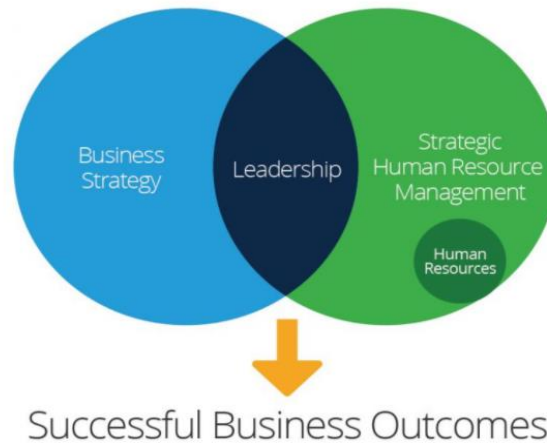 Business
Strategy
Leadership
Strategic
Human Resource
Management
Human
Resources
Successful Business Outcomes